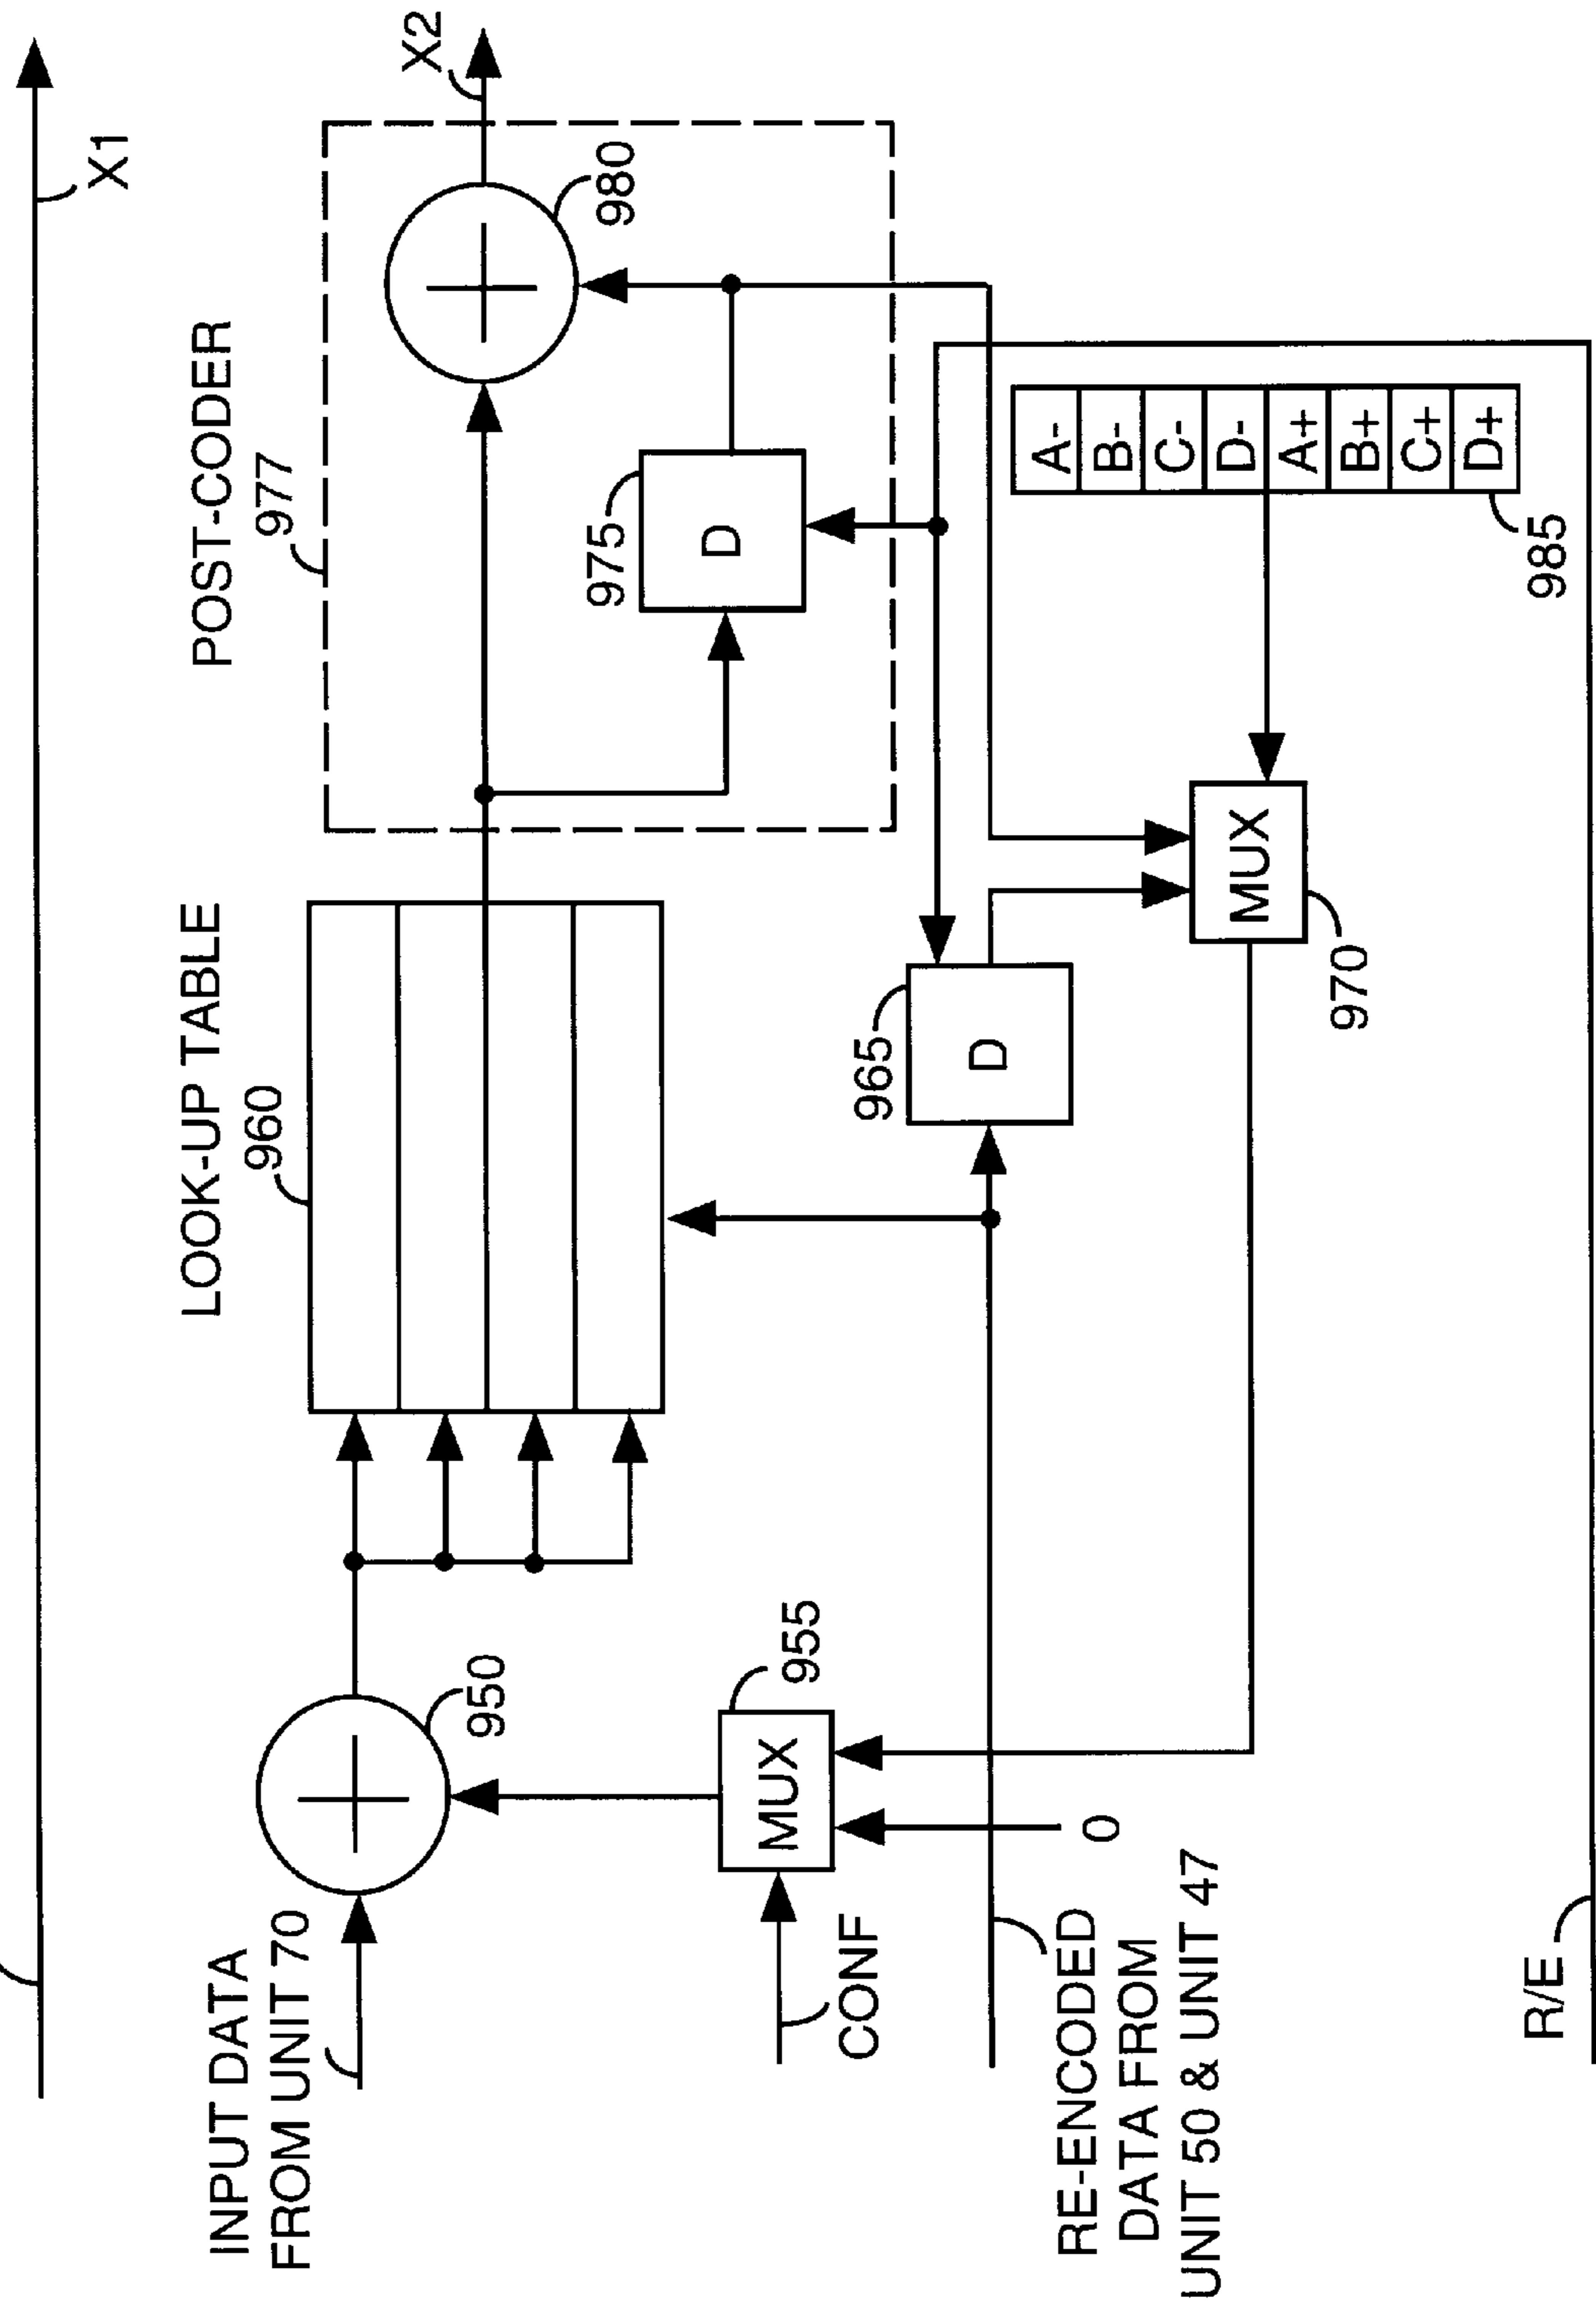 X1
POST-CODER
977
X2
980
975
D
LOOK-UP TABLE
960
INPUT DATA
FROM UNIT 70
950
955
MUX
CONF
0
RE-ENCODED
DATA FROM
UNIT 50 & UNIT 47
965
D
MUX
970
A-
B-
C-
D-
A+
B+
C+
D+
985
R/E